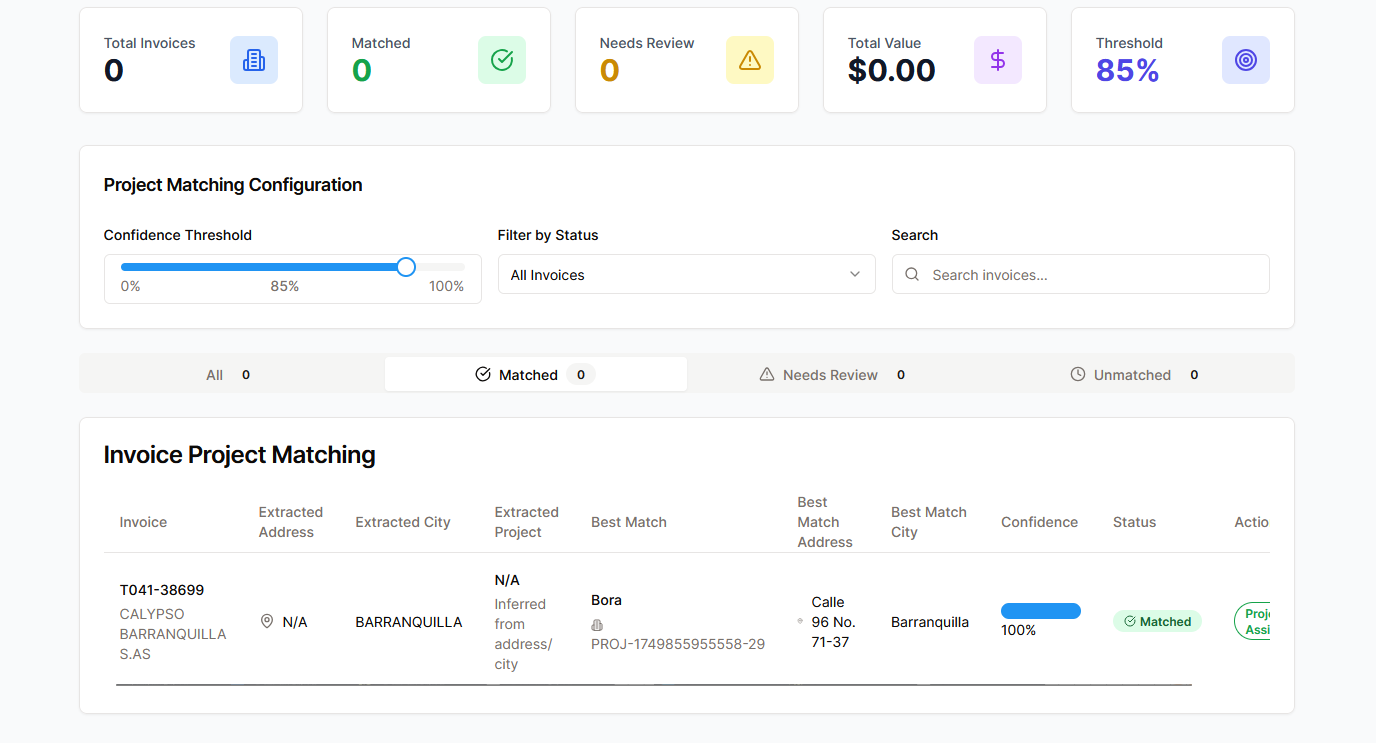 Total Invoices
0
Matched
0
Needs Review
0
Total Value
$0.00
Threshold
85%
Project Matching Configuration
Confidence Threshold
0%
85%
100%
Filter by Status
All Invoices
Search
Search invoices...
All 0
Matched 0
Needs Review 0
Unmatched 0
Invoice Project Matching
Invoice
Extracted
Address
Extracted City
Extracted
Project
Best Match
Best
Match
Address
Best Match
City
Confidence
Status
Actio
T041-38699
CALYPSO
BARRANQUILLA
S.AS
N/A
BARRANQUILLA
N/A
Inferred
from
address/
city
Bora
PROJ-1749855955558-29
Calle
96 No.
71-37
Barranquilla
100%
Matched
Proje
Assi